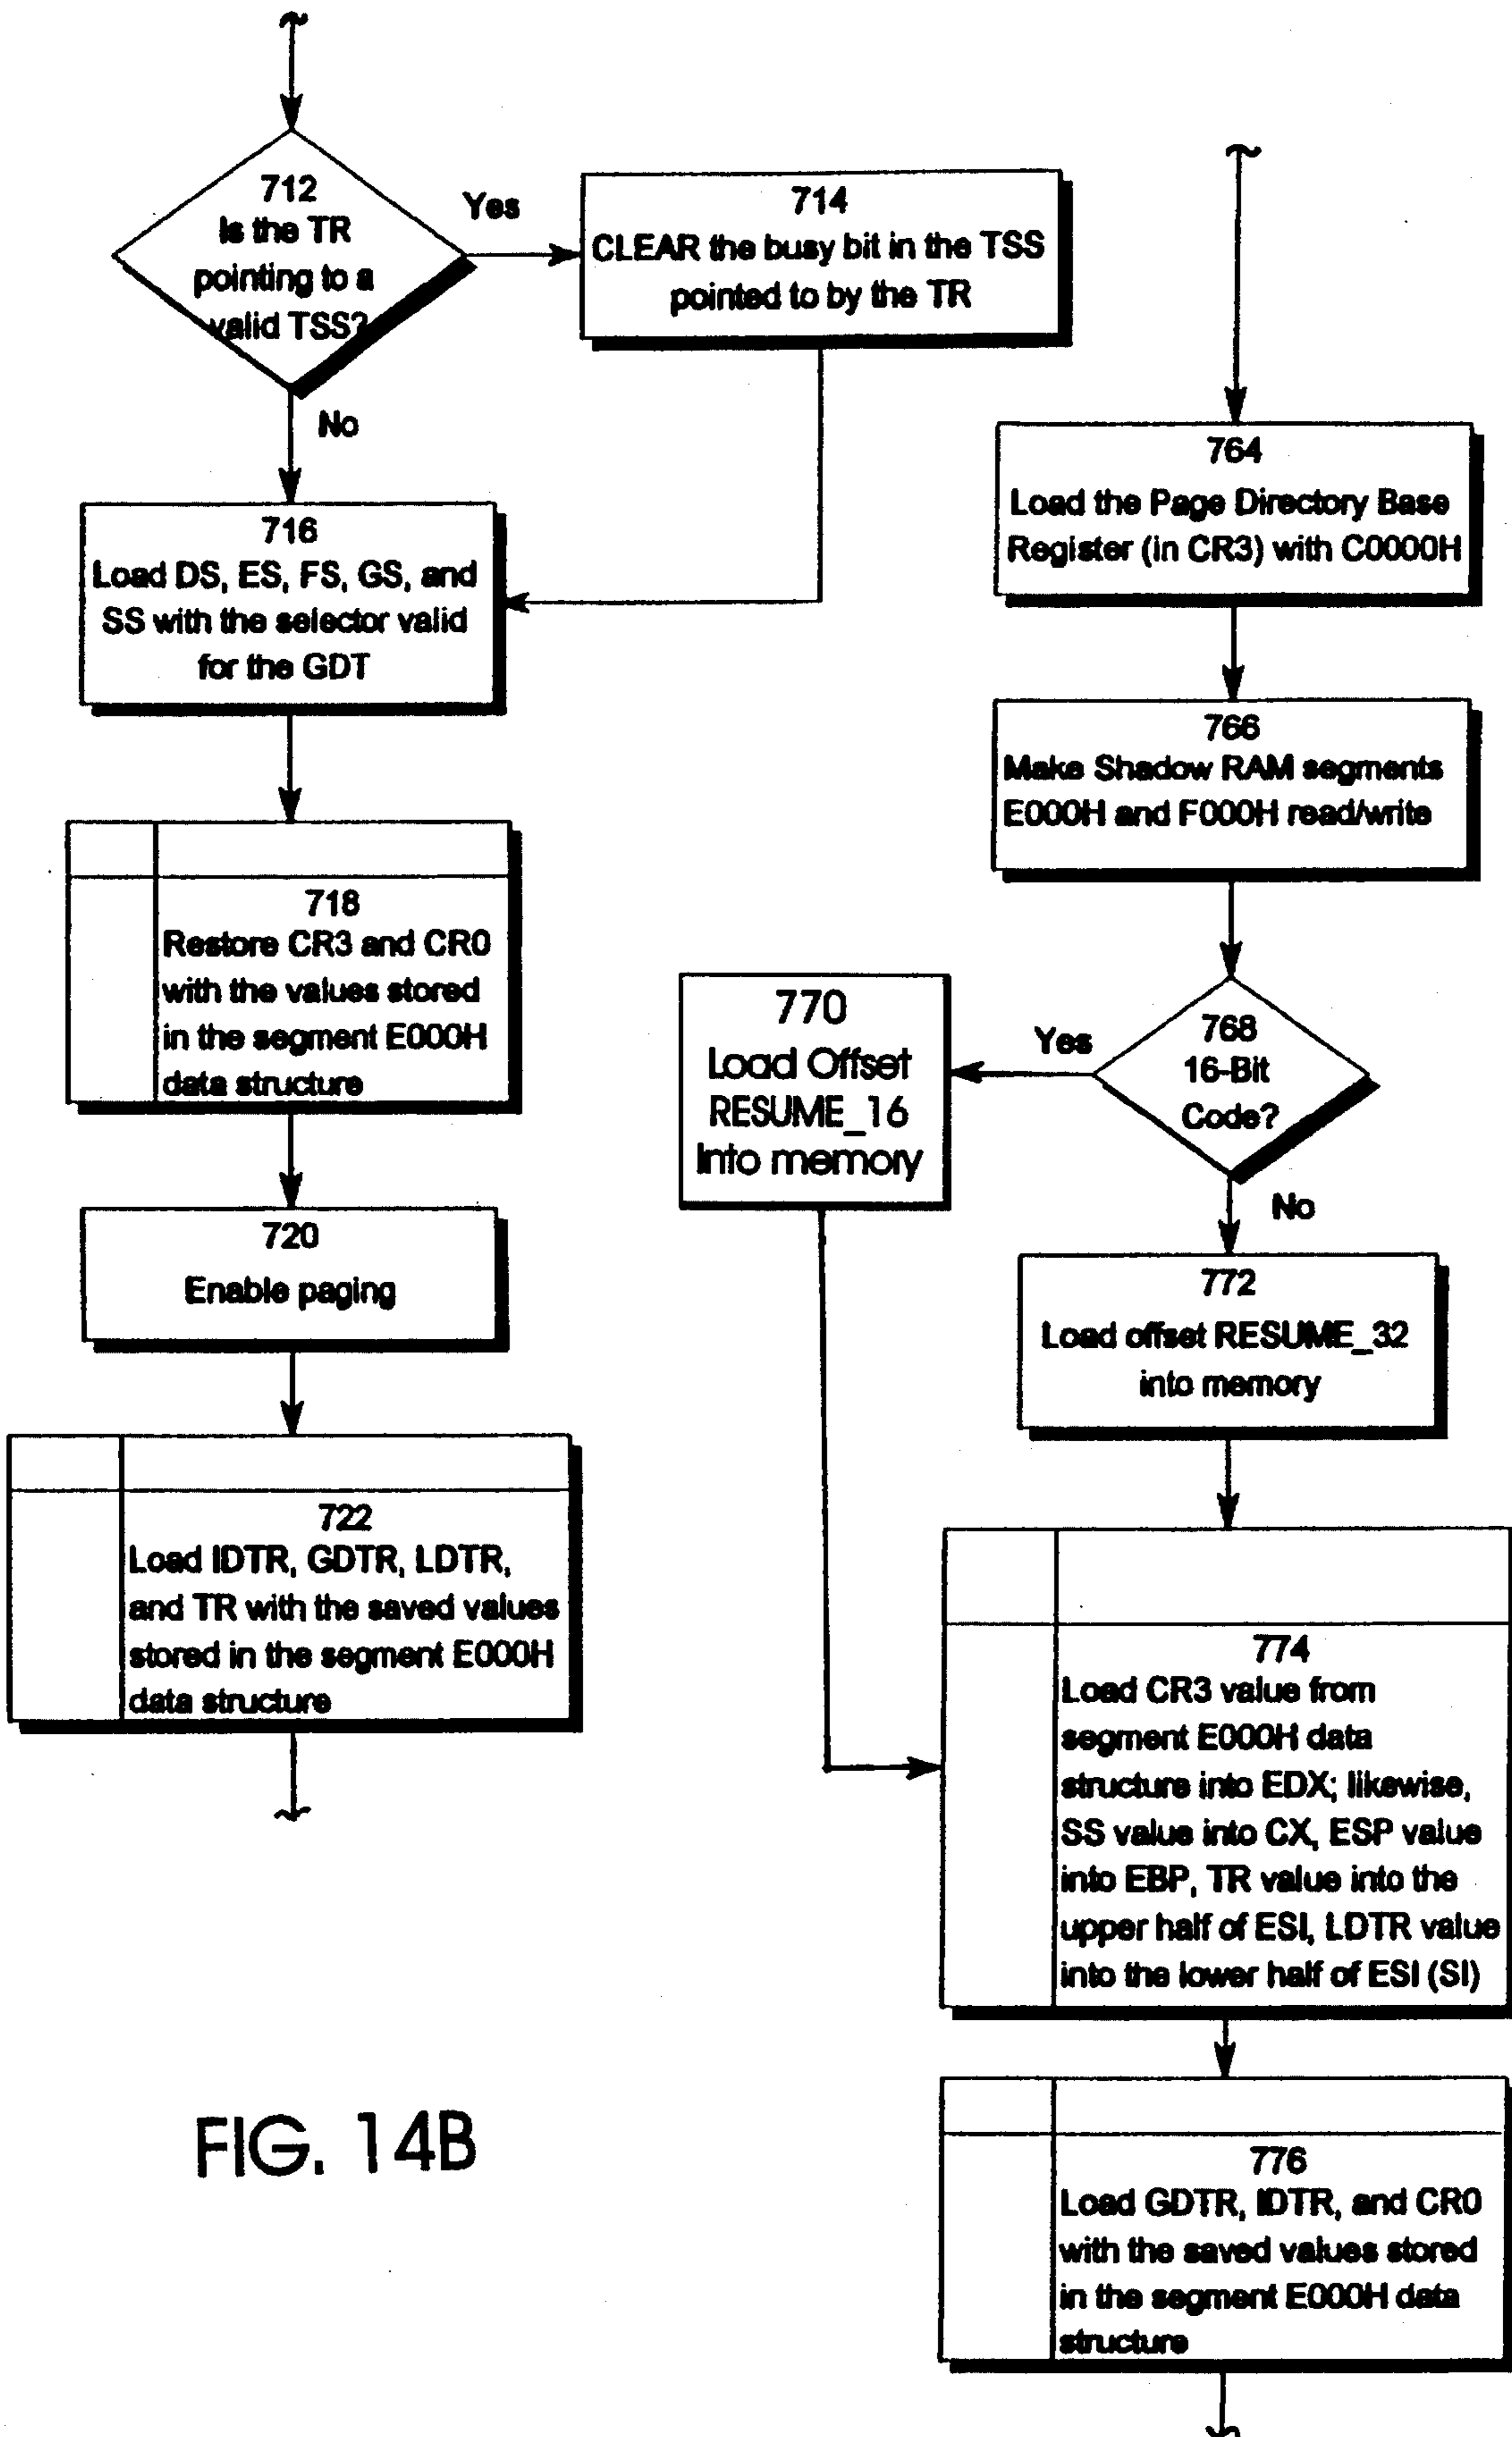 712
Is the TR
pointing to a
valid TSS?
Yes
714
CLEAR the busy bit in the TSS
pointed to by the TR
No
716
Load DS, ES, FS, GS, and
SS with the selector valid
for the GDT
718
Restore CR3 and CR0
with the values stored
in the segment E000H
data structure
720
Enable paging
722
Load IDTR, GDTR, LDTR,
and TR with the saved values
stored in the segment E000H
data structure
764
Load the Page Directory Base
Register (in CR3) with C0000H
766
Make Shadow RAM segments
E000H and F000H read/write
768
16-Bit
Code?
Yes
770
Load Offset
RESUME_16
Into memory
No
772
Load offset RESUME_32
into memory
774
Load CR3 value from
segment E000H data
structure into EDX; likewise,
SS value into CX, ESP value
into EBP, TR value into the
upper half of ESI, LDTR value
into the lower half of ESI (SI)
776
Load GDTR, IDTR, and CR0
with the saved values stored
in the segment E000H data
structure
FIG. 14B